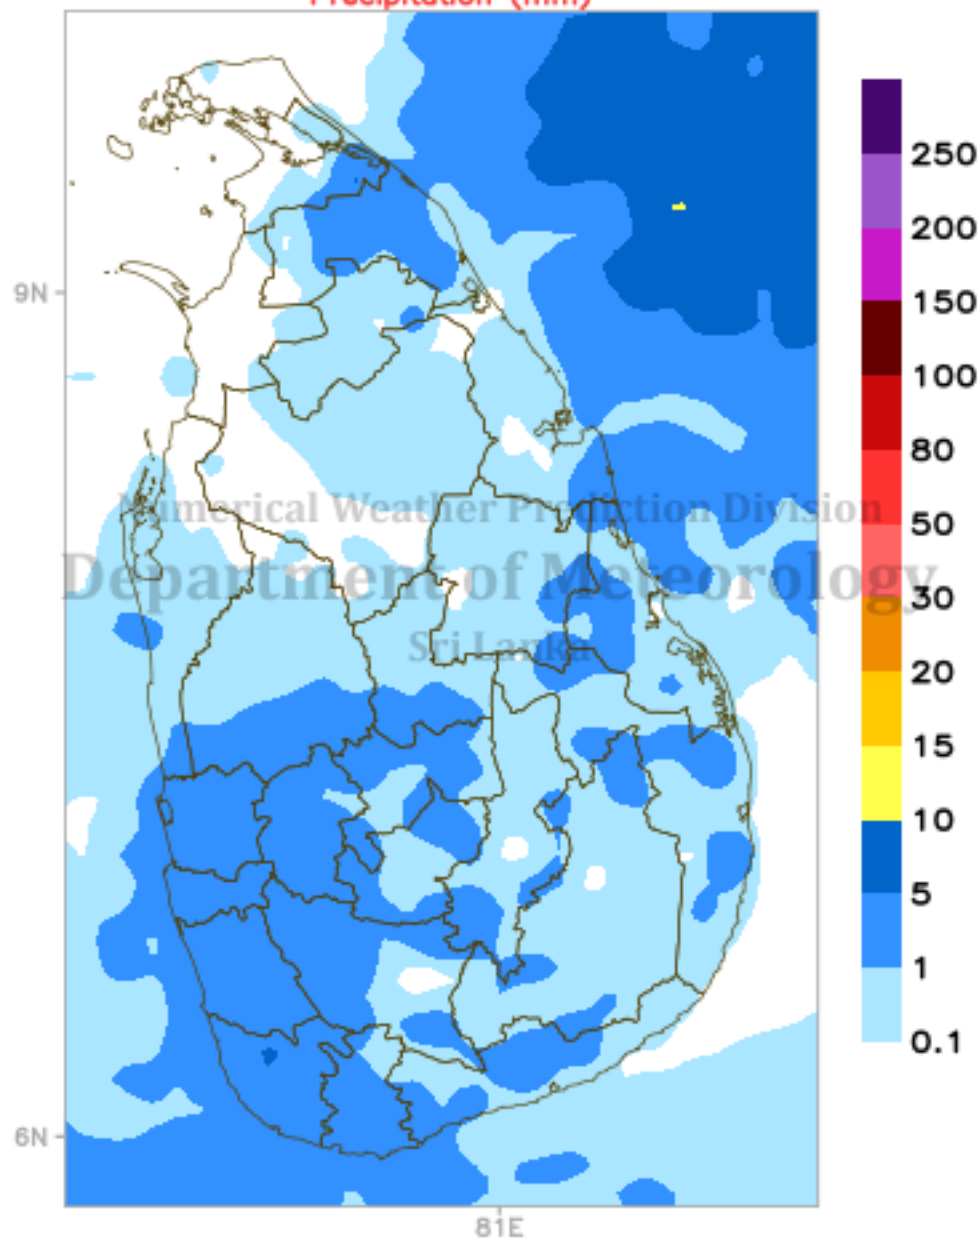 Precipitation (mm)
250
200
150
100
80
50
30
20
15
10
5
1
0.1
9N
6N
81E
Numerical Weather Prediction Division
Department of Meteorology
Sri Lanka